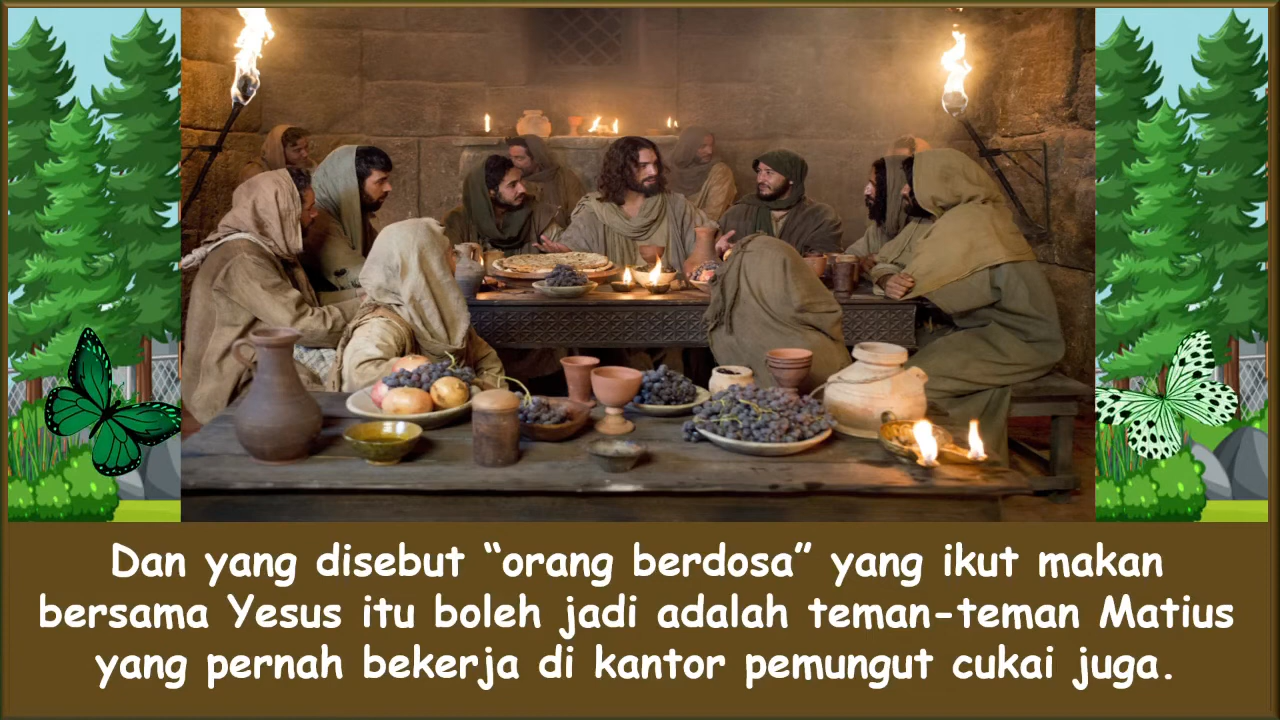 Dan yang disebut “orang berdosa” yang ikut makan
bersama Yesus itu boleh jadi adalah teman-teman Matius
yang pernah bekerja di kantor pemungut cukai juga.